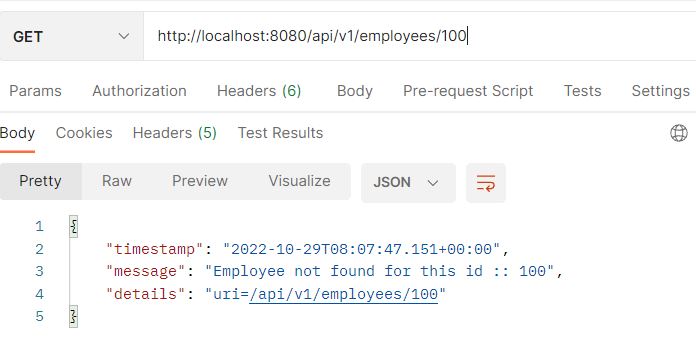 GET http://localhost:8080/api/v1/employees/100
Params Authorization Headers (6) Body Pre-request Script Tests Settings
Body Cookies Headers (5) Test Results
Pretty Raw Preview Visualize JSON
1 {
2 "timestamp": "2022-10-29T08:07:47.151+00:00",
3 "message": "Employee not found for this id :: 100",
4 "details": "uri=/api/v1/employees/100"
5 }